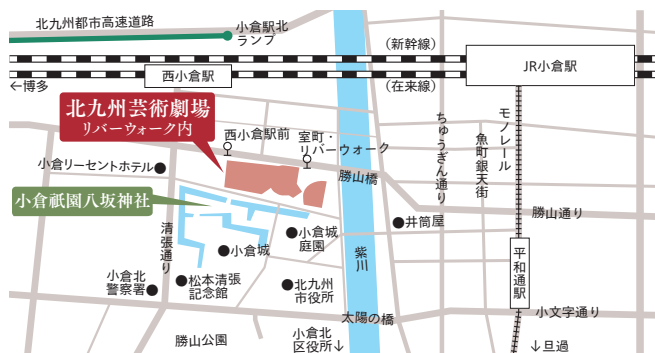 北九州都市高速道路
小倉駅北
ランプ
(新幹線)
JR小倉駅
西小倉駅
(在来線)
←博多
北九州芸術劇場
リバーウォーク内
西小倉駅前
室町・
リバーウォーク
ちゅうぎん通り
魚町銀天街
モノレール
小倉リーセントホテル
勝山橋
小倉祇園八坂神社
勝山通り
清張通り
小倉城
小倉城
庭園
井筒屋
紫川
平和通駅
小倉北
警察署
松本清張
記念館
北九州
市役所
太陽の橋
小文字通り
勝山公園
小倉北
区役所↓
↓旦過